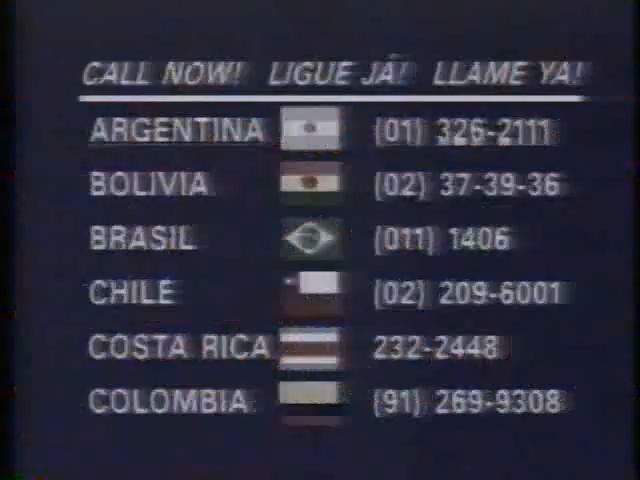 CALL NOW! LIGUE JÁ! LLAME YA!
ARGENTINA (01) 326-2111
BOLIVIA (02) 37-39-36
BRASIL (011) 1406
CHILE (02) 209-6001
COSTA RICA 232-2448
COLOMBIA (91) 269-9308